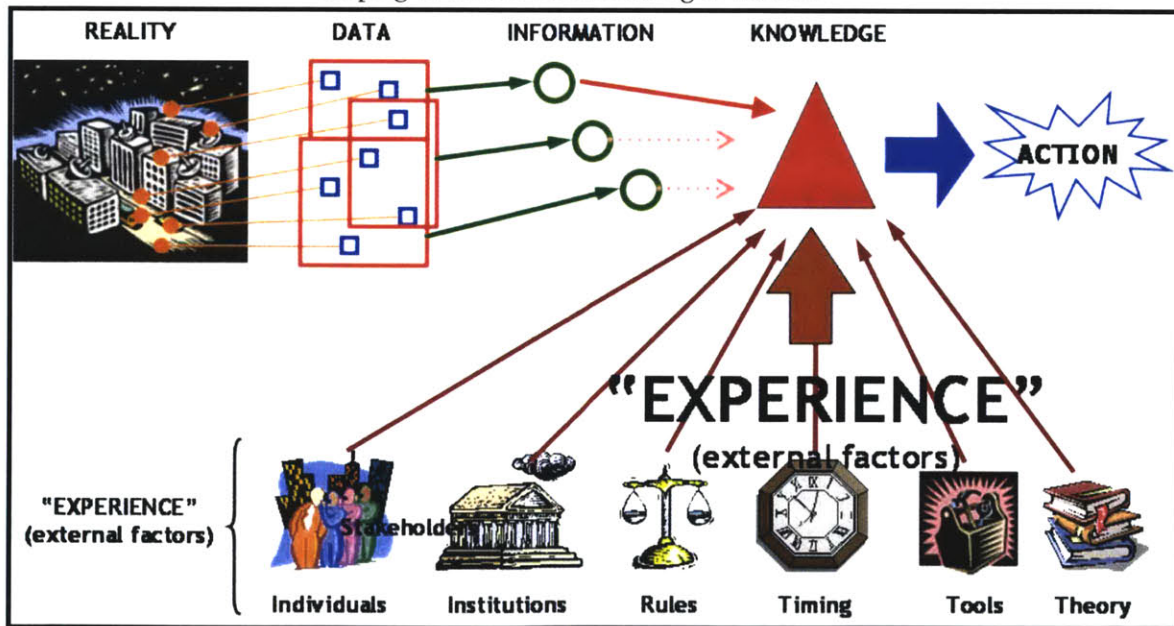 REALITY DATA INFORMATION KNOWLEDGE
ACTION
"EXPERIENCE"
(external factors)
"EXPERIENCE"
(external factors)
Stakeholders
Individuals Institutions Rules Timing Tools Theory